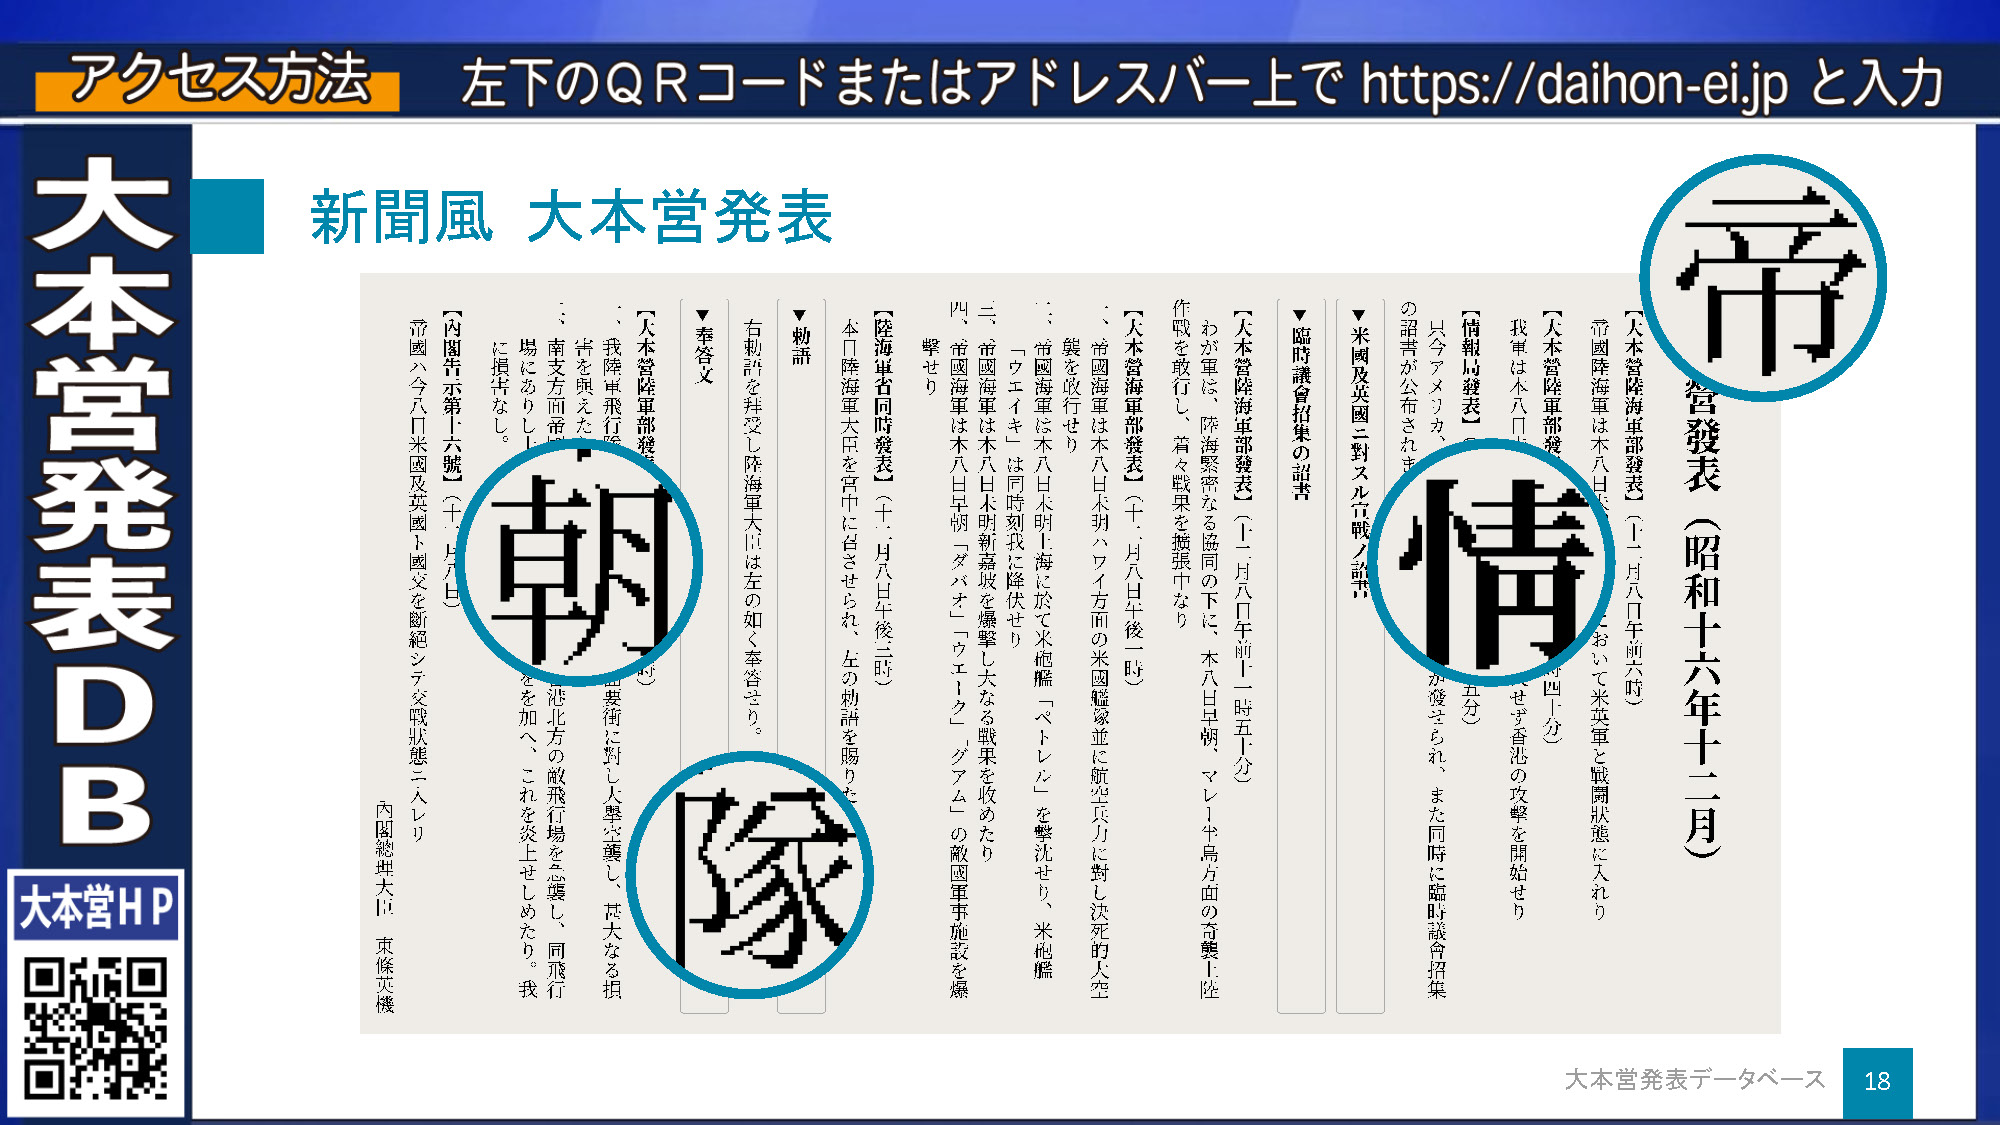 アクセス方法
左下のQRコードまたはアドレスバー上で https://daihon-ei.jp と入力
大本営発表DB
大本営HP
新聞風 大本営発表
帝
情
朝
隊
營發表（昭和十六年十二月）
【大本營陸海軍部發表】（十二月八日午前六時）
帝國陸海軍は本八日未
において米英軍と戰鬪狀態に入れり
【大本營陸軍部發
時四十分）
我軍は本八日
せず香港の攻擊を開始せり
【情報局發表】
五分）
只今アメリカ、
が發せられ、また同時に臨時議會招集
の詔書が公布されま
▼米國及英國ニ對スル宣戰ノ詔書
▼臨時議會招集の詔書
【大本營陸海軍部發表】（十二月八日午前十一時五十分）
わが軍は、陸海緊密なる協同の下に、本八日早朝、マレー半島方面の奇襲上陸
作戰を敢行し、着々戰果を擴張中なり
【大本營海軍部發表】（十二月八日午後一時）
一、帝國海軍は本八日未明ハワイ方面の米國艦隊並に航空兵力に對し決死的大空
襲を敢行せり
二、帝國海軍は本八日未明上海に於て米砲艦「ペトレル」を擊沈せり、米砲艦
「ウエイキ」は同時刻我に降伏せり
三、帝國海軍は本八日未明新嘉坡を爆擊し大なる戰果を收めたり
四、帝國海軍は本八日早朝「ダバオ」「ウエーク」「グアム」の敵國軍事施設を爆
擊せり
【陸海軍省同時發表】（十二月八日午後三時）
本日陸海軍大臣を宮中に召させられ、左の勅語を賜りた
▼勅語
右勅語を拜受し陸海軍大臣は左の如く奉答せり。
▼奉答文
【大本營陸軍部發表
時）
一、我陸軍飛行隊
要衝に對し大擧空襲し、甚大なる損
害を與えた
二、南支方面帝
香港北方の敵飛行場を急襲し、同飛行
場にありし
を加へ、これを炎上せしめたり。我
に損害なし。
【內閣告示第十六號】（十二月八日）
帝國ハ今八日米國及英國ト國交を斷絕シテ交戰狀態ニ入レリ
內閣總理大臣 東條英機
大本営発表データベース
18